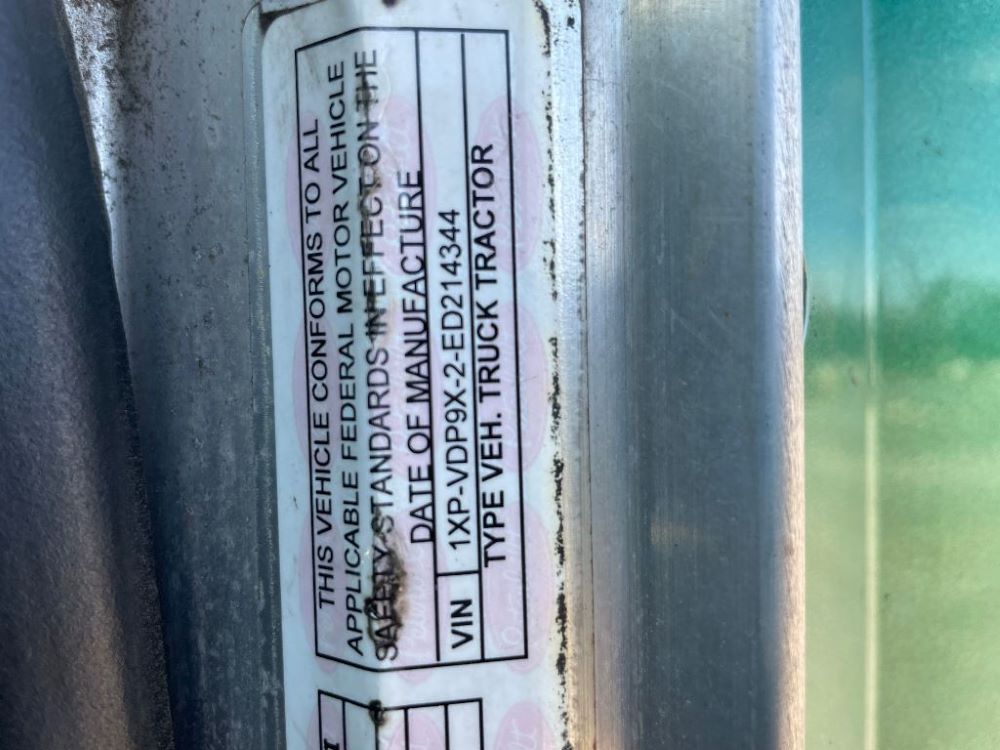 THIS VEHICLE CONFORMS TO ALL
APPLICABLE FEDERAL MOTOR VEHICLE
SAFETY STANDARDS IN EFFECT ON THE
DATE OF MANUFACTURE
VIN 1XP-VDP9X-2-ED214344
TYPE VEH. TRUCK TRACTOR